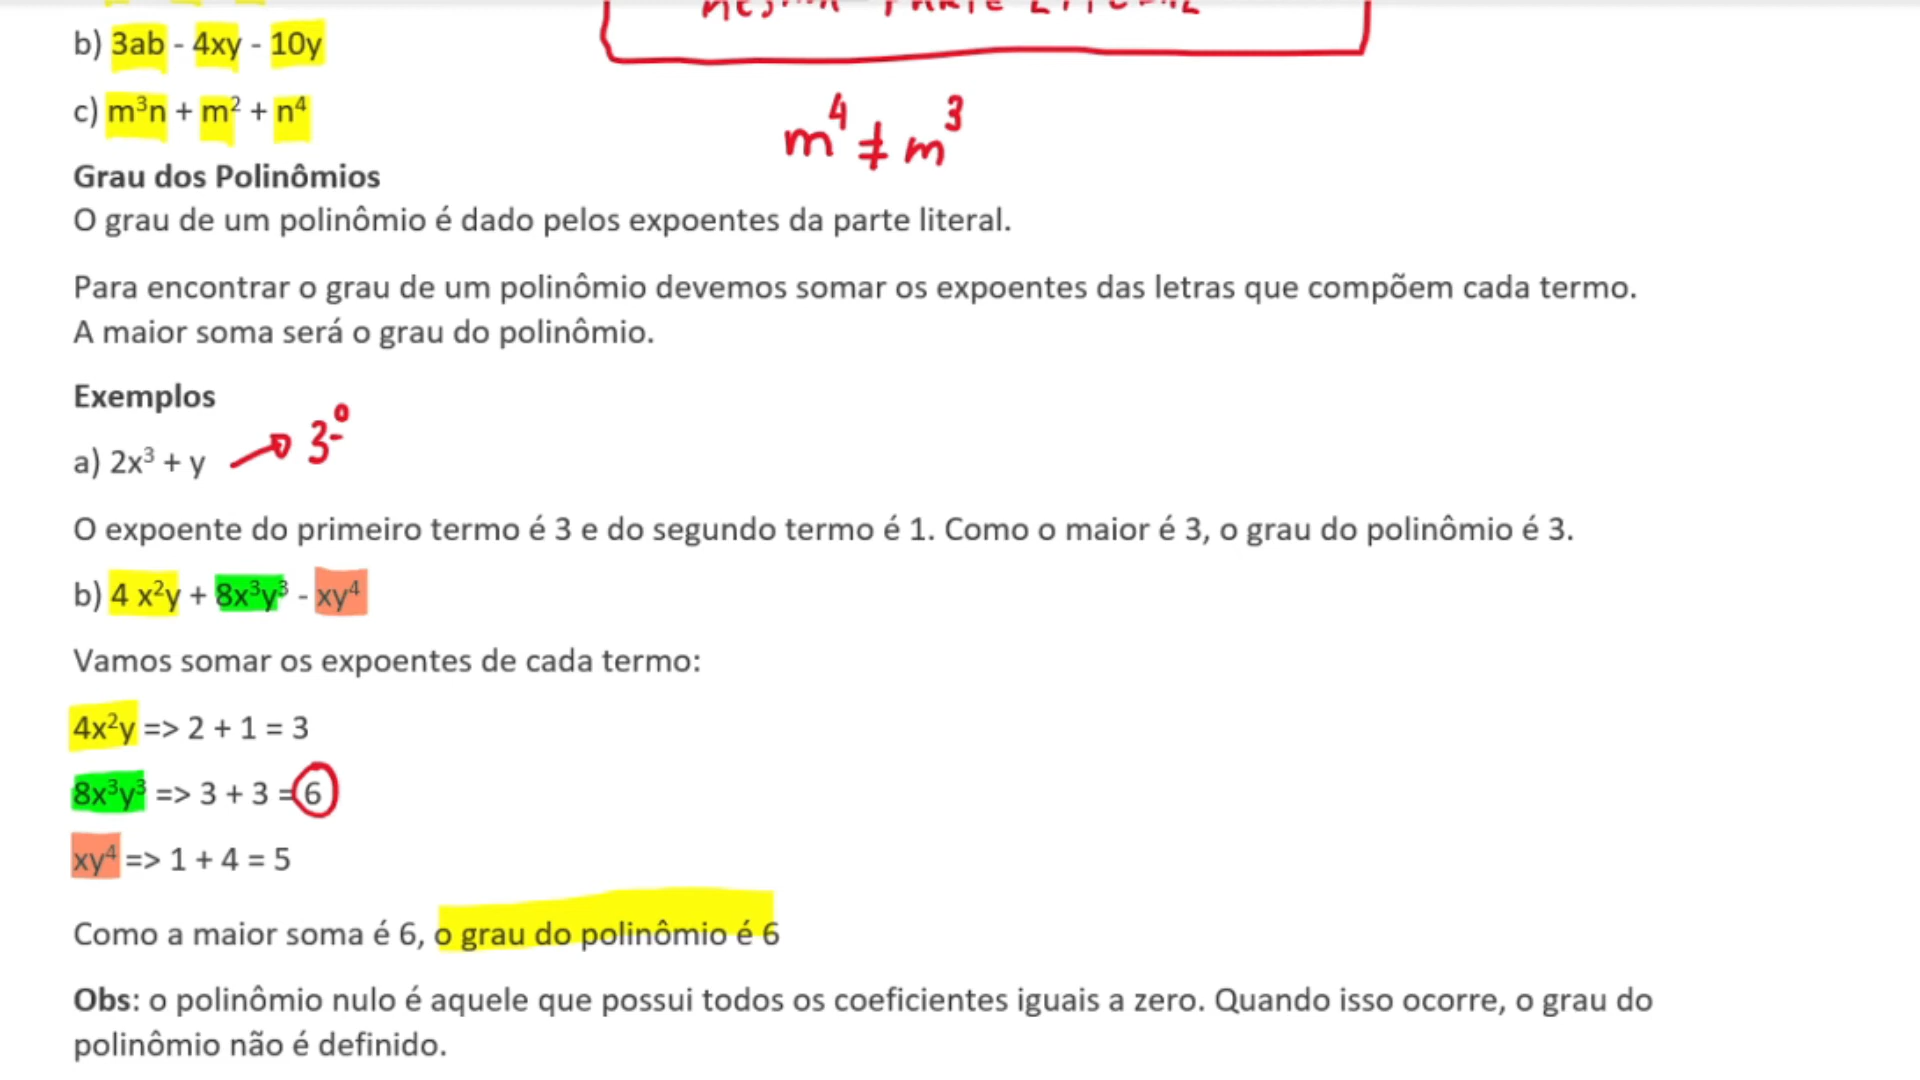 b) 3ab - 4xy - 10y
c) m³n + m² + n⁴
m⁴ ≠ m³
Grau dos Polinômios
O grau de um polinômio é dado pelos expoentes da parte literal.
Para encontrar o grau de um polinômio devemos somar os expoentes das letras que compõem cada termo.
A maior soma será o grau do polinômio.
Exemplos
a) 2x³ + y → 3º
O expoente do primeiro termo é 3 e do segundo termo é 1. Como o maior é 3, o grau do polinômio é 3.
b) 4 x²y + 8x³y³ - xy⁴
Vamos somar os expoentes de cada termo:
4x²y => 2 + 1 = 3
8x³y³ => 3 + 3 = 6
xy⁴ => 1 + 4 = 5
Como a maior soma é 6, o grau do polinômio é 6
Obs: o polinômio nulo é aquele que possui todos os coeficientes iguais a zero. Quando isso ocorre, o grau do
polinômio não é definido.